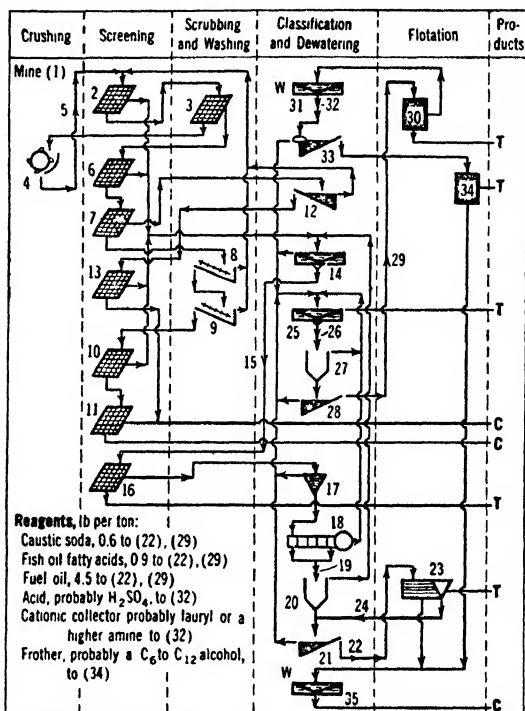 Crushing
Screening
Scrubbing and Washing
Classification and Dewatering
Flotation
Pro-
ducts
Mine (1)
2
3
4
5
6
7
8
9
10
11
12
13
14
15
16
17
18
19
20
21
22
23
24
25
26
27
28
29
30
W
31
32
33
34
T
T
T
C
C
T
T
W
35
C
Reagents, lb per ton:
Caustic soda, 0.6 to (22), (29)
Fish oil fatty acids, 0 9 to (22), (29)
Fuel oil, 4.5 to (22), (29)
Acid, probably H₂SO₄, to (32)
Cationic collector probably lauryl or a
higher amine to (32)
Frother, probably a C₆ to C₁₂ alcohol,
to (34)